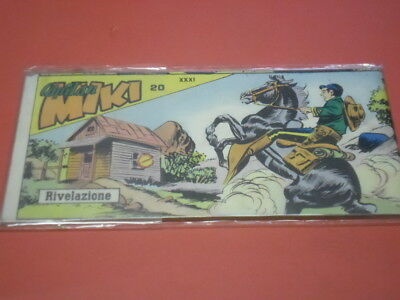 Capitan
MIKI
20
XXXI
Rivelazione